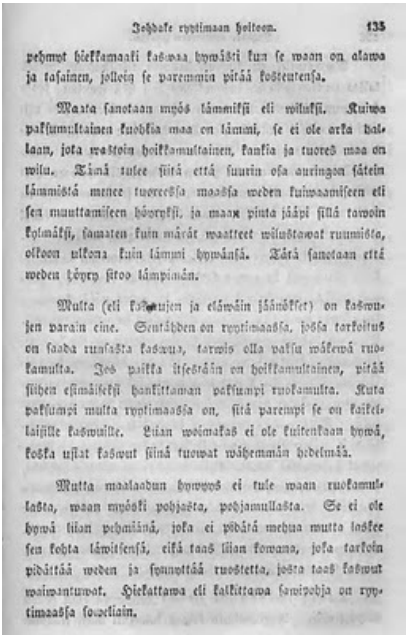 Johdate ryytimaan hoitoon. 135
pehmyt hiekkamaaki kaswaa hywästi kun se waan on alawa
ja tasainen, jolloin se paremmin pitää kosteutensa.
Maata sanotaan myös lämmiksi eli wiluksi. Kuiwa
paksumultainen kuohkia maa on lämmi, se ei ole arka hal-
laan, jota wastoin hoikkamultainen, kankia ja tuores maa on
wilu. Tämä tulee siitä että suurin osa auringon sätein
lämmistä menee tuoreessa maassa weden kuiwaamiseen eli
sen muuttamiseen höyryksi, ja maan pinta jääpi sillä tawoin
kylmäksi, samaten kuin märät waatteet wilustawat ruumista,
olkoon ulkona kuin lämmi hywänsä. Tätä sanotaan että
weden höyry sitoo lämpimän.
Multa (eli kaswujen ja eläwäin jäänökset) on kaswu-
jen parain eine. Sentähden on ryytimaassa, jossa tarkoitus
on saada runsasta kaswua, tarwis olla paksu wäkewä ruo-
kamulta. Jos paikka itsestään on hoikkamultainen, pitää
siihen esimäiseksi hankittaman paksumpi ruokamulta. Kuta
paksumpi multa ryytimaassa on, sitä parempi se on kaikel-
laisille kaswuille. Liian woimakas ei ole kuitenkaan hywä,
koska usiat kaswut siinä tuowat wähemmän hedelmää.
Mutta maalaadun hywyys ei tule waan ruokamul-
lasta, waan myöski pohjasta, pohjamullasta. Se ei ole
hywä liian pehmiänä, joka ei pidätä mehua mutta laskee
sen kohta läwitsensä, eikä taas liian kowana, joka tarkoin
pidättää weden ja synnyttää ruostetta, josta taas kaswut
waiwantuwat. Hiekattawa eli kalkittawa sawipohja on ryy-
timaassa soweliain.